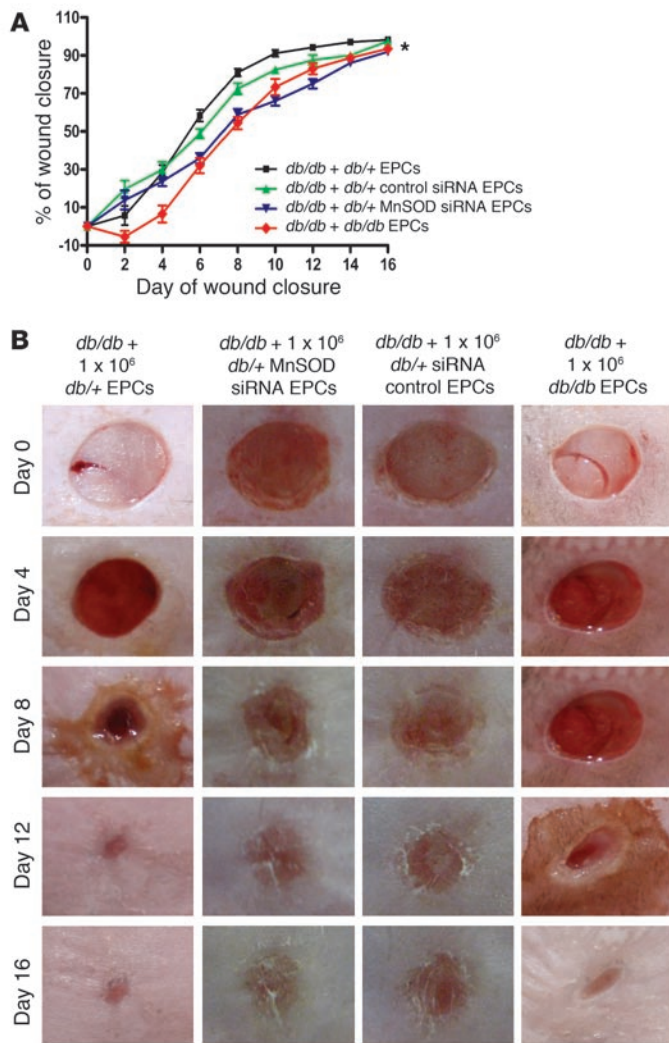 A
110
90
70
50
30
10
-10
% of wound closure
0 2 4 6 8 10 12 14 16
Day of wound closure
*
db/db + db/+ EPCs
db/db + db/+ control siRNA EPCs
db/db + db/+ MnSOD siRNA EPCs
db/db + db/db EPCs
B
db/db +
1 x 10⁶
db/+ EPCs
db/db + 1 x 10⁶
db/+ MnSOD
siRNA EPCs
db/db + 1 x 10⁶
db/+ siRNA
control EPCs
db/db +
1 x 10⁶
db/db EPCs
Day 0
Day 4
Day 8
Day 12
Day 16